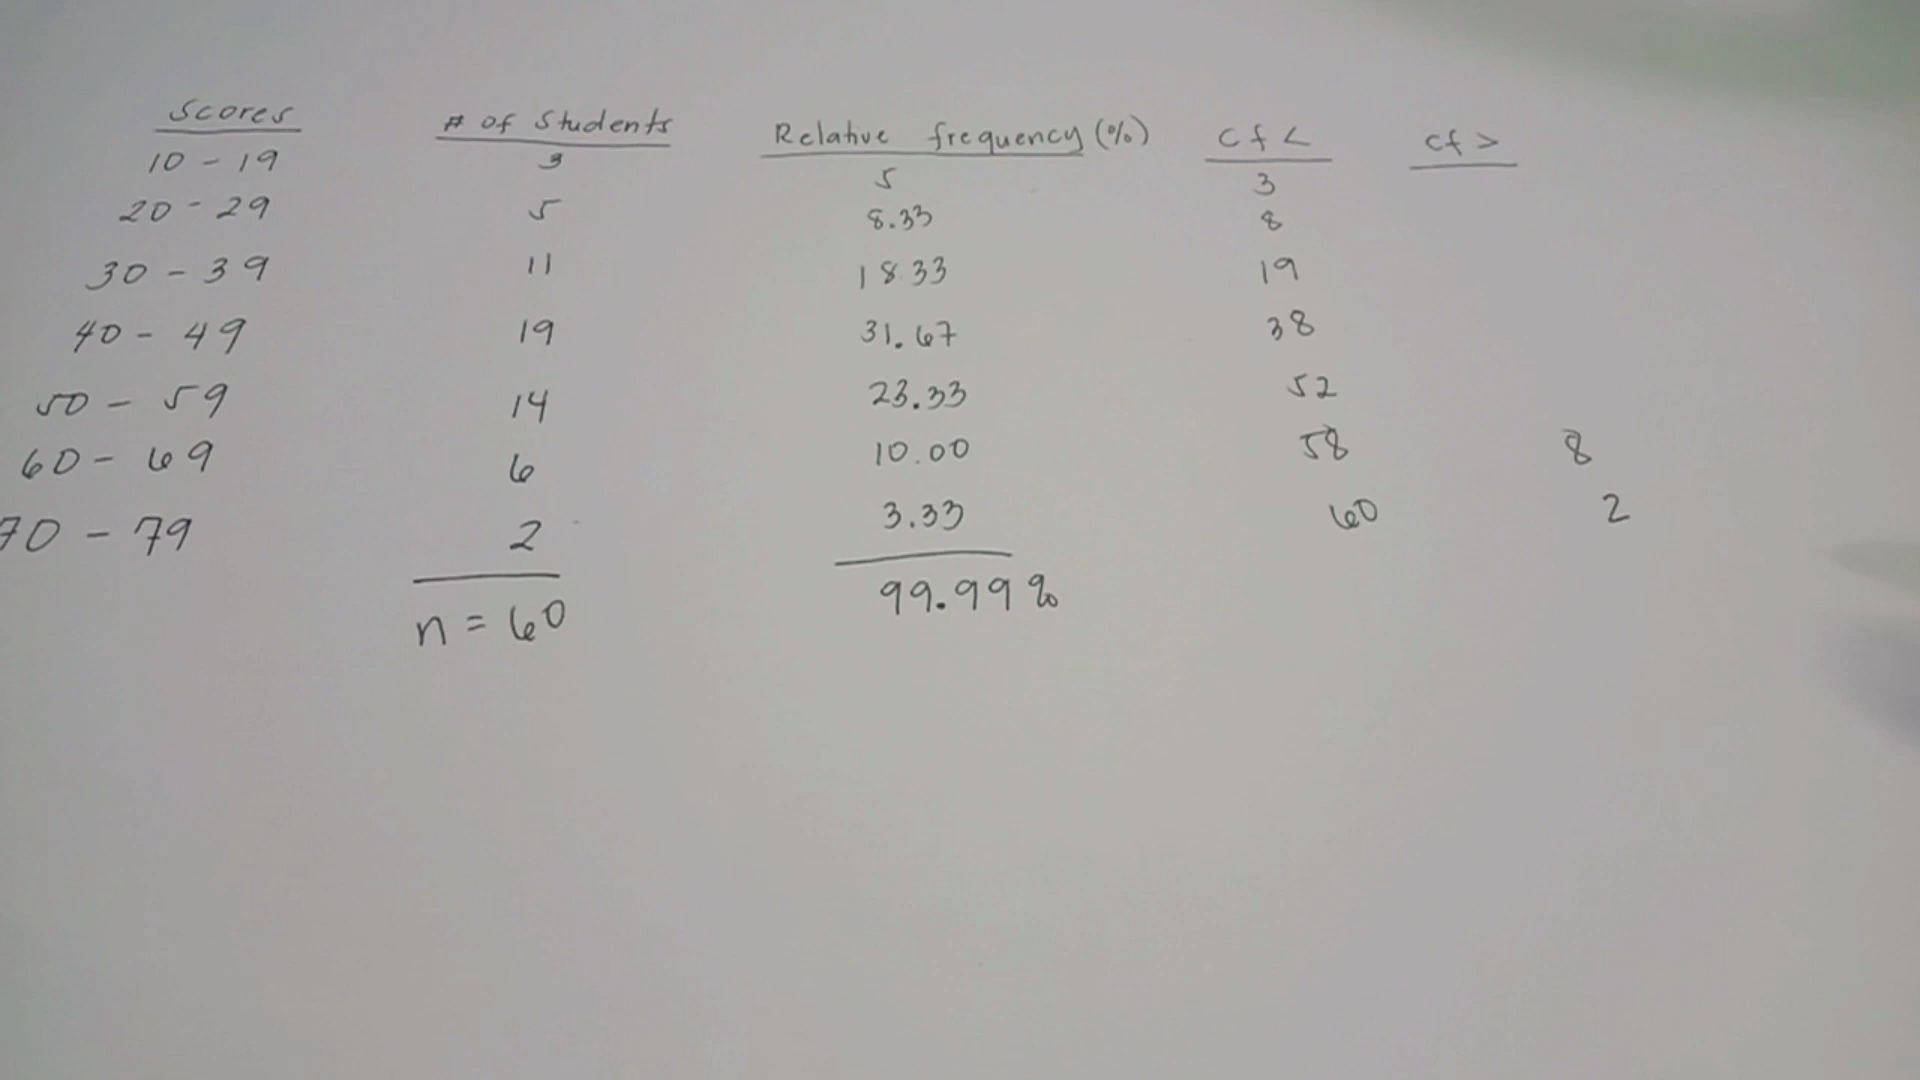 Scores # of Students Relative frequency (%) cf< cf>
10 - 19 3 5 3
20 - 29 5 8.33 8
30 - 39 11 18.33 19
40 - 49 19 31.67 38
50 - 59 14 23.33 52
60 - 69 6 10.00 58 8
70 - 79 2 3.33 60 2
n = 60 99.99%